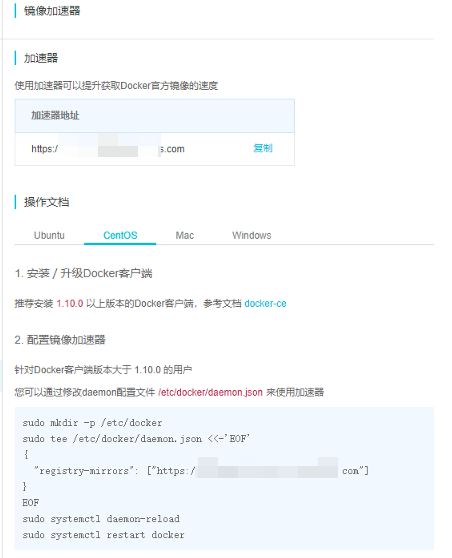 镜像加速器
加速器
使用加速器可以提升获取Docker官方镜像的速度
加速器地址
https:/ s.com 复制
操作文档
Ubuntu CentOS Mac Windows
1. 安装 / 升级Docker客户端
推荐安装 1.10.0 以上版本的Docker客户端，参考文档 docker-ce
2. 配置镜像加速器
针对Docker客户端版本大于 1.10.0 的用户
您可以通过修改daemon配置文件 /etc/docker/daemon.json 来使用加速器
sudo mkdir -p /etc/docker
sudo tee /etc/docker/daemon.json <<-'EOF'
{
"registry-mirrors": ["https:/ com"]
}
EOF
sudo systemctl daemon-reload
sudo systemctl restart docker